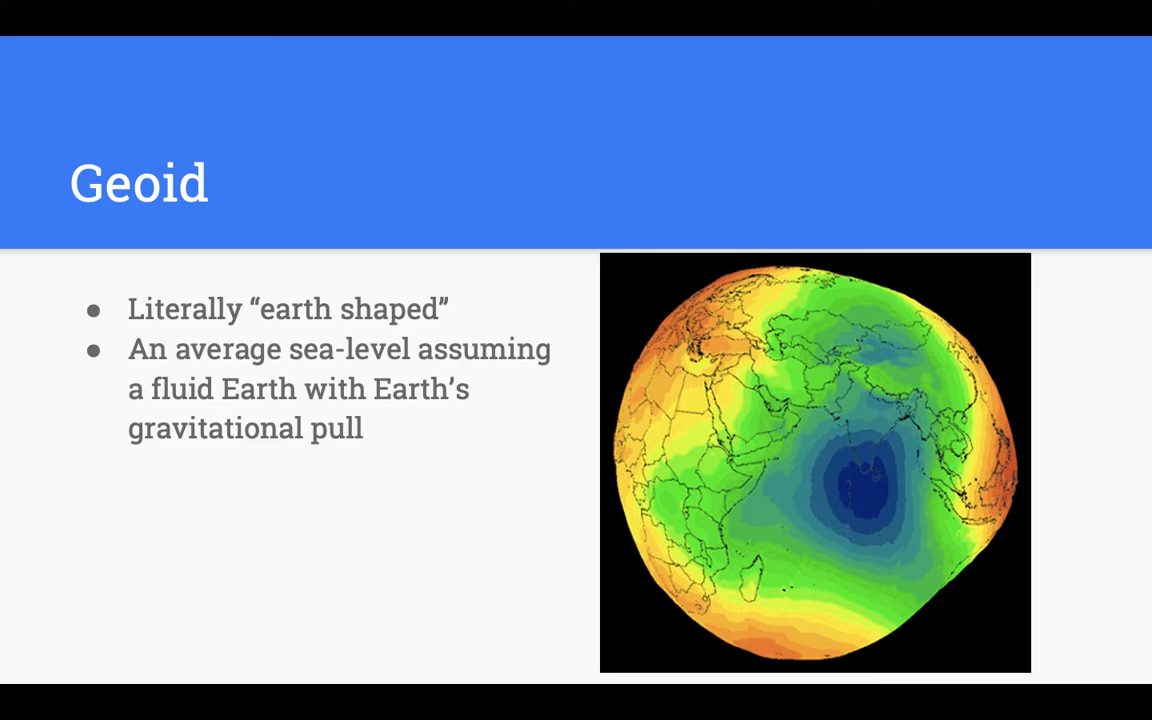 Geoid
● Literally “earth shaped”
● An average sea-level assuming
a fluid Earth with Earth’s
gravitational pull